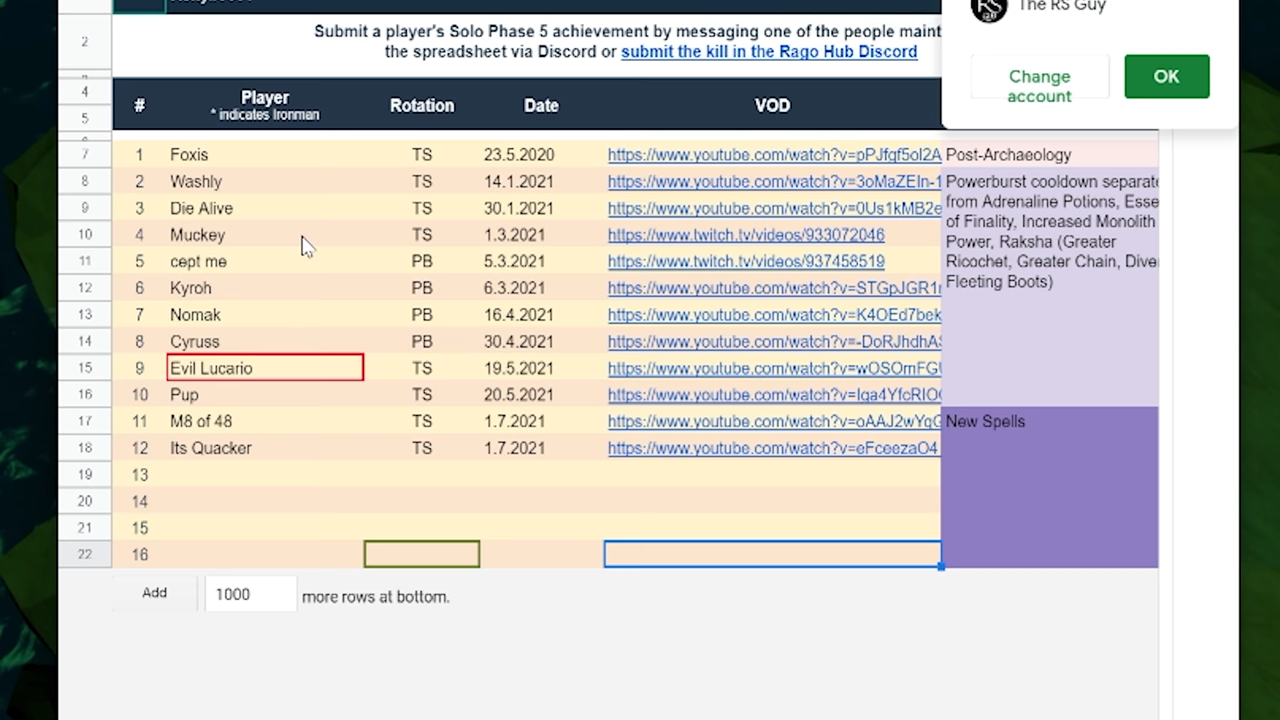 The RS Guy
Change account
OK
2
Submit a player's Solo Phase 5 achievement by messaging one of the people maint
the spreadsheet via Discord or submit the kill in the Rago Hub Discord
4
5
# Player Rotation Date VOD
* indicates Ironman
7 1 Foxis TS 23.5.2020 https://www.youtube.com/watch?v=pPJfqf5ol2A Post-Archaeology
8 2 Washly TS 14.1.2021 https://www.youtube.com/watch?v=3oMaZEIn-1 Powerburst cooldown separate
9 3 Die Alive TS 30.1.2021 https://www.youtube.com/watch?v=0Us1kMB2e from Adrenaline Potions, Esse
of Finality, Increased Monolith
10 4 Muckey TS 1.3.2021 https://www.twitch.tv/videos/933072046 Power, Raksha (Greater
11 5 cept me PB 5.3.2021 https://www.twitch.tv/videos/937458519 Ricochet, Greater Chain, Dive
12 6 Kyroh PB 6.3.2021 https://www.youtube.com/watch?v=STGpJGR1 Fleeting Boots)
13 7 Nomak PB 16.4.2021 https://www.youtube.com/watch?v=K4OEd7bek
14 8 Cyruss PB 30.4.2021 https://www.youtube.com/watch?v=-DoRJhdhA
15 9 Evil Lucario TS 19.5.2021 https://www.youtube.com/watch?v=wOSOmFG
16 10 Pup TS 20.5.2021 https://www.youtube.com/watch?v=Iga4YfcRIO
17 11 M8 of 48 TS 1.7.2021 https://www.youtube.com/watch?v=oAAJ2wYq New Spells
18 12 Its Quacker TS 1.7.2021 https://www.youtube.com/watch?v=eFceezaO4
19 13
20 14
21 15
22 16
Add 1000 more rows at bottom.